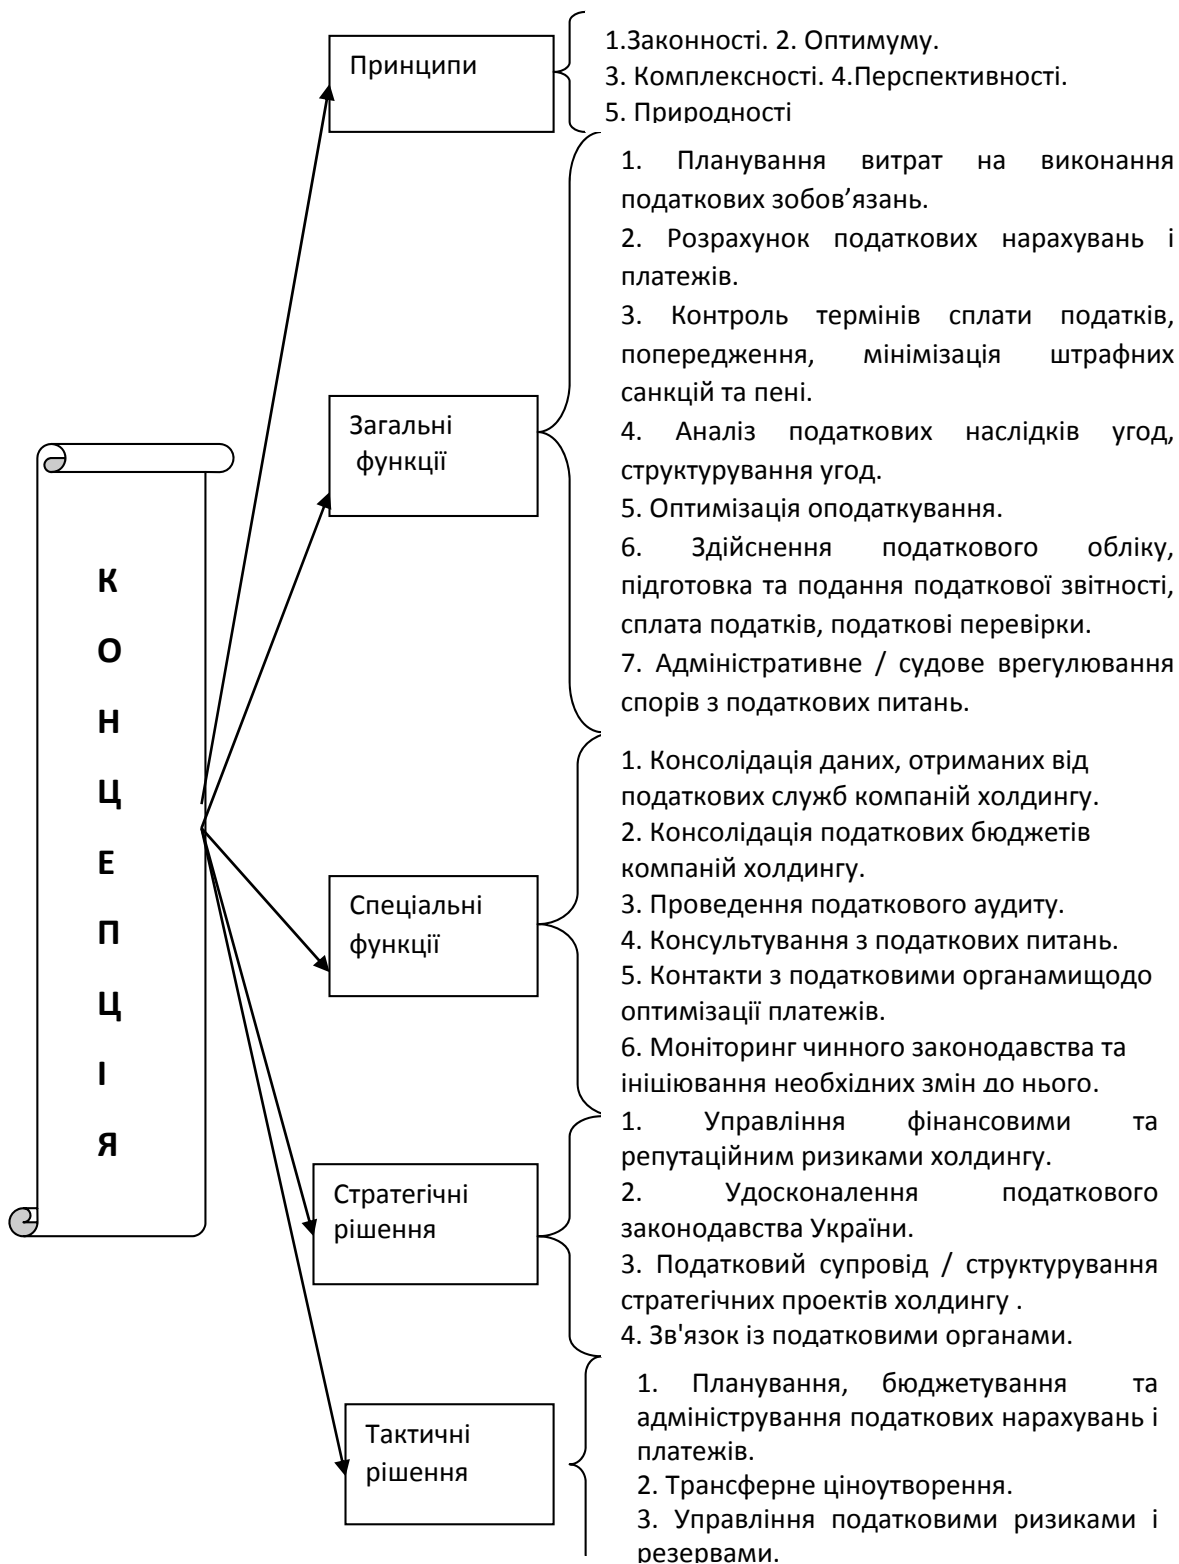 КОНЦЕПЦІЯ
Принципи
1.Законності. 2. Оптимуму.
3. Комплексності. 4.Перспективності.
5. Природності
Загальні
функції
1. Планування витрат на виконання
податкових зобов’язань.
2. Розрахунок податкових нарахувань і
платежів.
3. Контроль термінів сплати податків,
попередження, мінімізація штрафних
санкцій та пені.
4. Аналіз податкових наслідків угод,
структурування угод.
5. Оптимізація оподаткування.
6. Здійснення податкового обліку,
підготовка та подання податкової звітності,
сплата податків, податкові перевірки.
7. Адміністративне / судове врегулювання
спорів з податкових питань.
Спеціальні
функції
1. Консолідація даних, отриманих від
податкових служб компаній холдингу.
2. Консолідація податкових бюджетів
компаній холдингу.
3. Проведення податкового аудиту.
4. Консультування з податкових питань.
5. Контакти з податковими органамищодо
оптимізації платежів.
6. Моніторинг чинного законодавства та
ініціювання необхідних змін до нього.
Стратегічні
рішення
1. Управління фінансовими та
репутаційним ризиками холдингу.
2. Удосконалення податкового
законодавства України.
3. Податковий супровід / структурування
стратегічних проектів холдингу .
4. Зв'язок із податковими органами.
Тактичні
рішення
1. Планування, бюджетування та
адміністрування податкових нарахувань і
платежів.
2. Трансферне ціноутворення.
3. Управління податковими ризиками і
резервами.